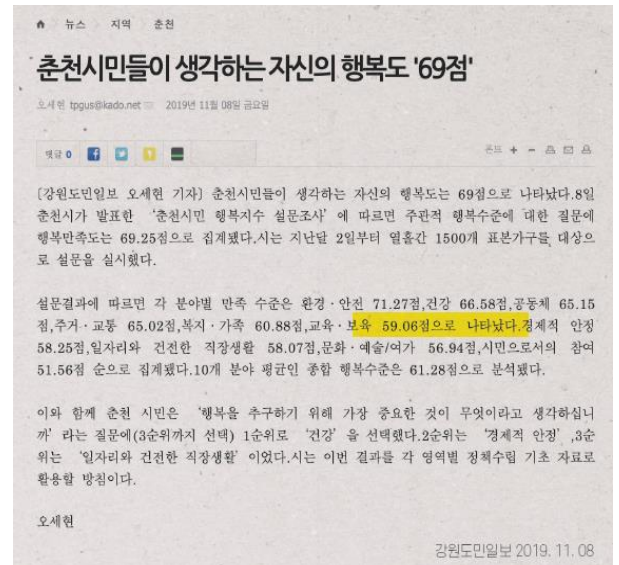 뉴스 지역 춘천
춘천시민들이 생각하는 자신의 행복도 '69점'
오세현 tpgus@kado.net 2019년 11월 08일 금요일
댓글 0 폰트 + -
[강원도민일보 오세현 기자] 춘천시민들이 생각하는 자신의 행복도는 69점으로 나타났다.8일
춘천시가 발표한 '춘천시민 행복지수 설문조사' 에 따르면 주관적 행복수준에 대한 질문에
행복만족도는 69.25점으로 집계됐다.시는 지난달 2일부터 열흘간 1500개 표본가구를 대상으
로 설문을 실시했다.
설문결과에 따르면 각 분야별 만족 수준은 환경·안전 71.27점,건강 66.58점,공동체 65.15
점,주거·교통 65.02점,복지·가족 60.88점,교육·보육 59.06점으로 나타났다.경제적 안정
58.25점,일자리와 건전한 직장생활 58.07점,문화·예술/여가 56.94점,시민으로서의 참여
51.56점 순으로 집계됐다.10개 분야 평균인 종합 행복수준은 61.28점으로 분석됐다.
이와 함께 춘천 시민은 '행복을 추구하기 위해 가장 중요한 것이 무엇이라고 생각하십니
까' 라는 질문에(3순위까지 선택) 1순위로 '건강' 을 선택했다.2순위는 '경제적 안정' ,3순
위는 '일자리와 건전한 직장생활' 이었다.시는 이번 결과를 각 영역별 정책수립 기초 자료로
활용할 방침이다.
오세현
강원도민일보 2019. 11. 08